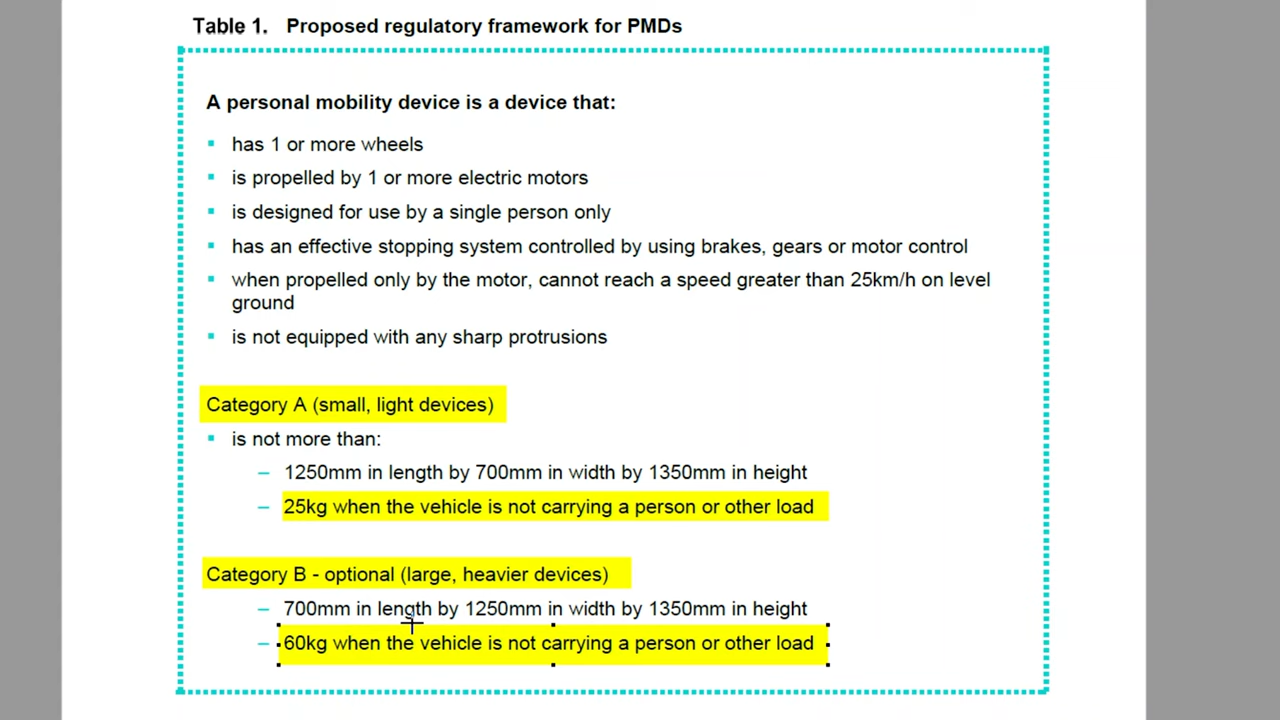 Table 1. Proposed regulatory framework for PMDs
A personal mobility device is a device that:
▪ has 1 or more wheels
▪ is propelled by 1 or more electric motors
▪ is designed for use by a single person only
▪ has an effective stopping system controlled by using brakes, gears or motor control
▪ when propelled only by the motor, cannot reach a speed greater than 25km/h on level
ground
▪ is not equipped with any sharp protrusions
Category A (small, light devices)
▪ is not more than:
– 1250mm in length by 700mm in width by 1350mm in height
– 25kg when the vehicle is not carrying a person or other load
Category B - optional (large, heavier devices)
– 700mm in length by 1250mm in width by 1350mm in height
– 60kg when the vehicle is not carrying a person or other load